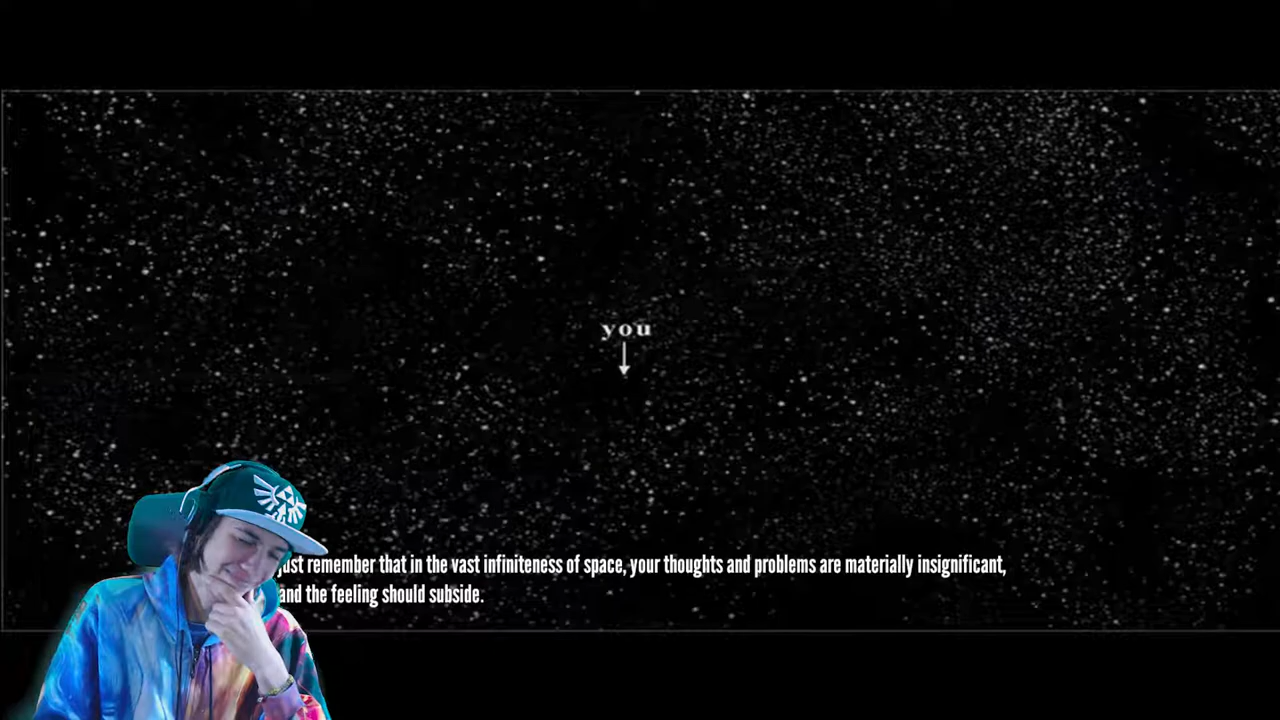 you
just remember that in the vast infiniteness of space, your thoughts and problems are materially insignificant,
and the feeling should subside.